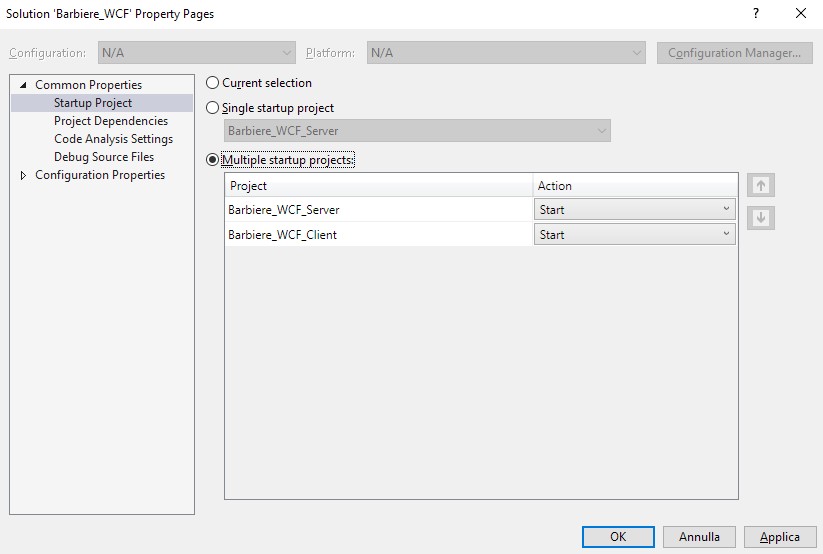 Solution 'Barbiere_WCF' Property Pages
?
Configuration: N/A Platform: N/A Configuration Manager...
Common Properties
Startup Project
Project Dependencies
Code Analysis Settings
Debug Source Files
Configuration Properties
Current selection
Single startup project
Barbiere_WCF_Server
Multiple startup projects:
Project Action
Barbiere_WCF_Server Start
Barbiere_WCF_Client Start
OK Annulla Applica